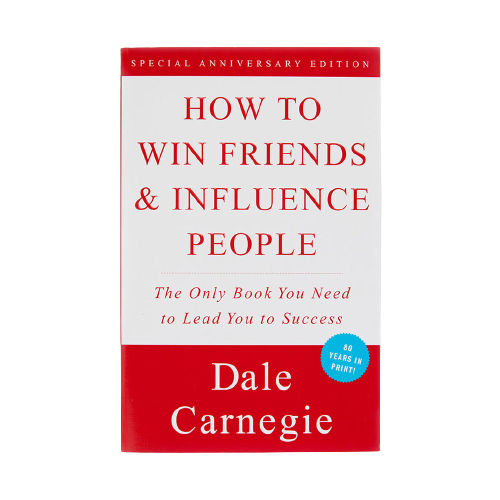 SPECIAL ANNIVERSARY EDITION
HOW TO
WIN FRIENDS
& INFLUENCE
PEOPLE
The Only Book You Need
to Lead You to Success
80
YEARS IN
PRINT!
Dale
Carnegie